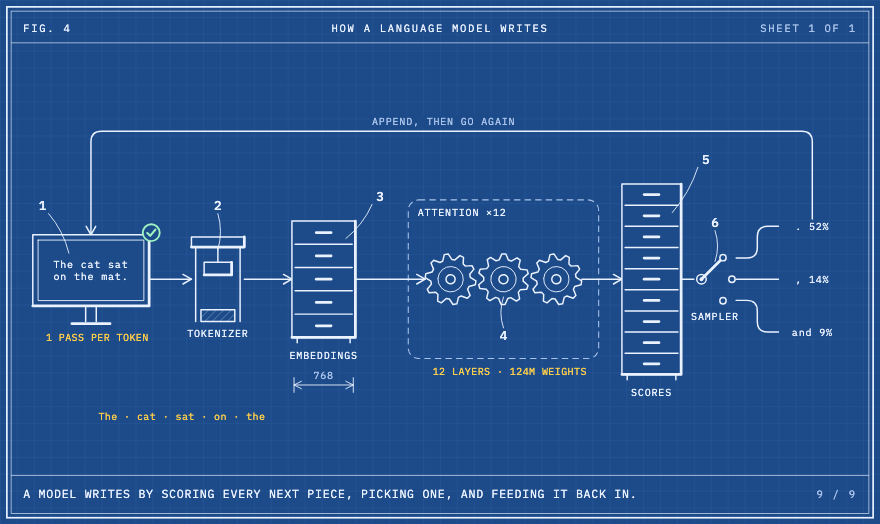 FIG. 4
HOW A LANGUAGE MODEL WRITES
SHEET 1 OF 1
APPEND, THEN GO AGAIN
1
2
3
4
5
6
The cat sat
on the mat.
1 PASS PER TOKEN
TOKENIZER
EMBEDDINGS
768
ATTENTION ×12
12 LAYERS · 124M WEIGHTS
SCORES
SAMPLER
. 52%
, 14%
and 9%
The · cat · sat · on · the
A MODEL WRITES BY SCORING EVERY NEXT PIECE, PICKING ONE, AND FEEDING IT BACK IN.
9 / 9